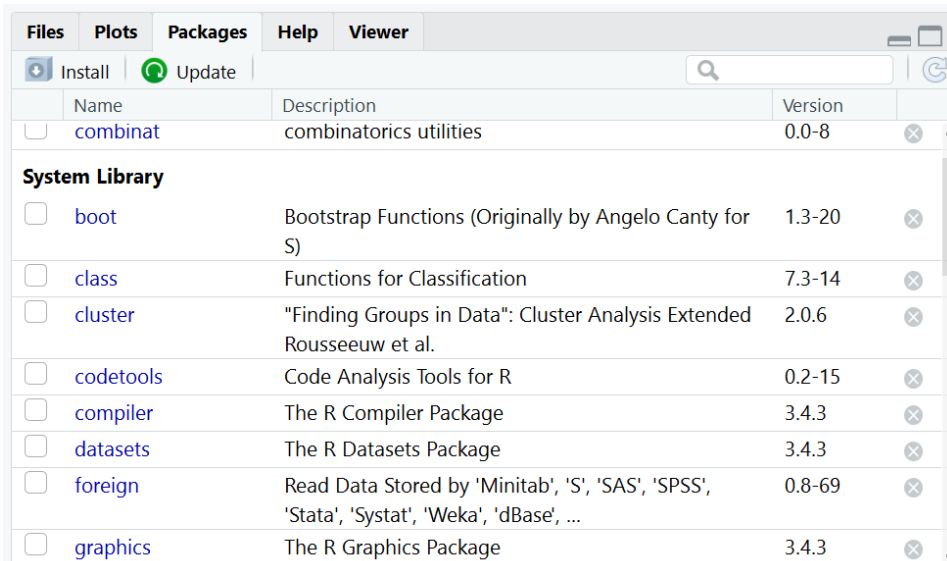 Files Plots Packages Help Viewer
Install Update
Name Description Version
combinat combinatorics utilities 0.0-8
System Library
boot Bootstrap Functions (Originally by Angelo Canty for 1.3-20
S)
class Functions for Classification 7.3-14
cluster "Finding Groups in Data": Cluster Analysis Extended 2.0.6
Rousseeuw et al.
codetools Code Analysis Tools for R 0.2-15
compiler The R Compiler Package 3.4.3
datasets The R Datasets Package 3.4.3
foreign Read Data Stored by 'Minitab', 'S', 'SAS', 'SPSS', 0.8-69
'Stata', 'Systat', 'Weka', 'dBase', ...
graphics The R Graphics Package 3.4.3